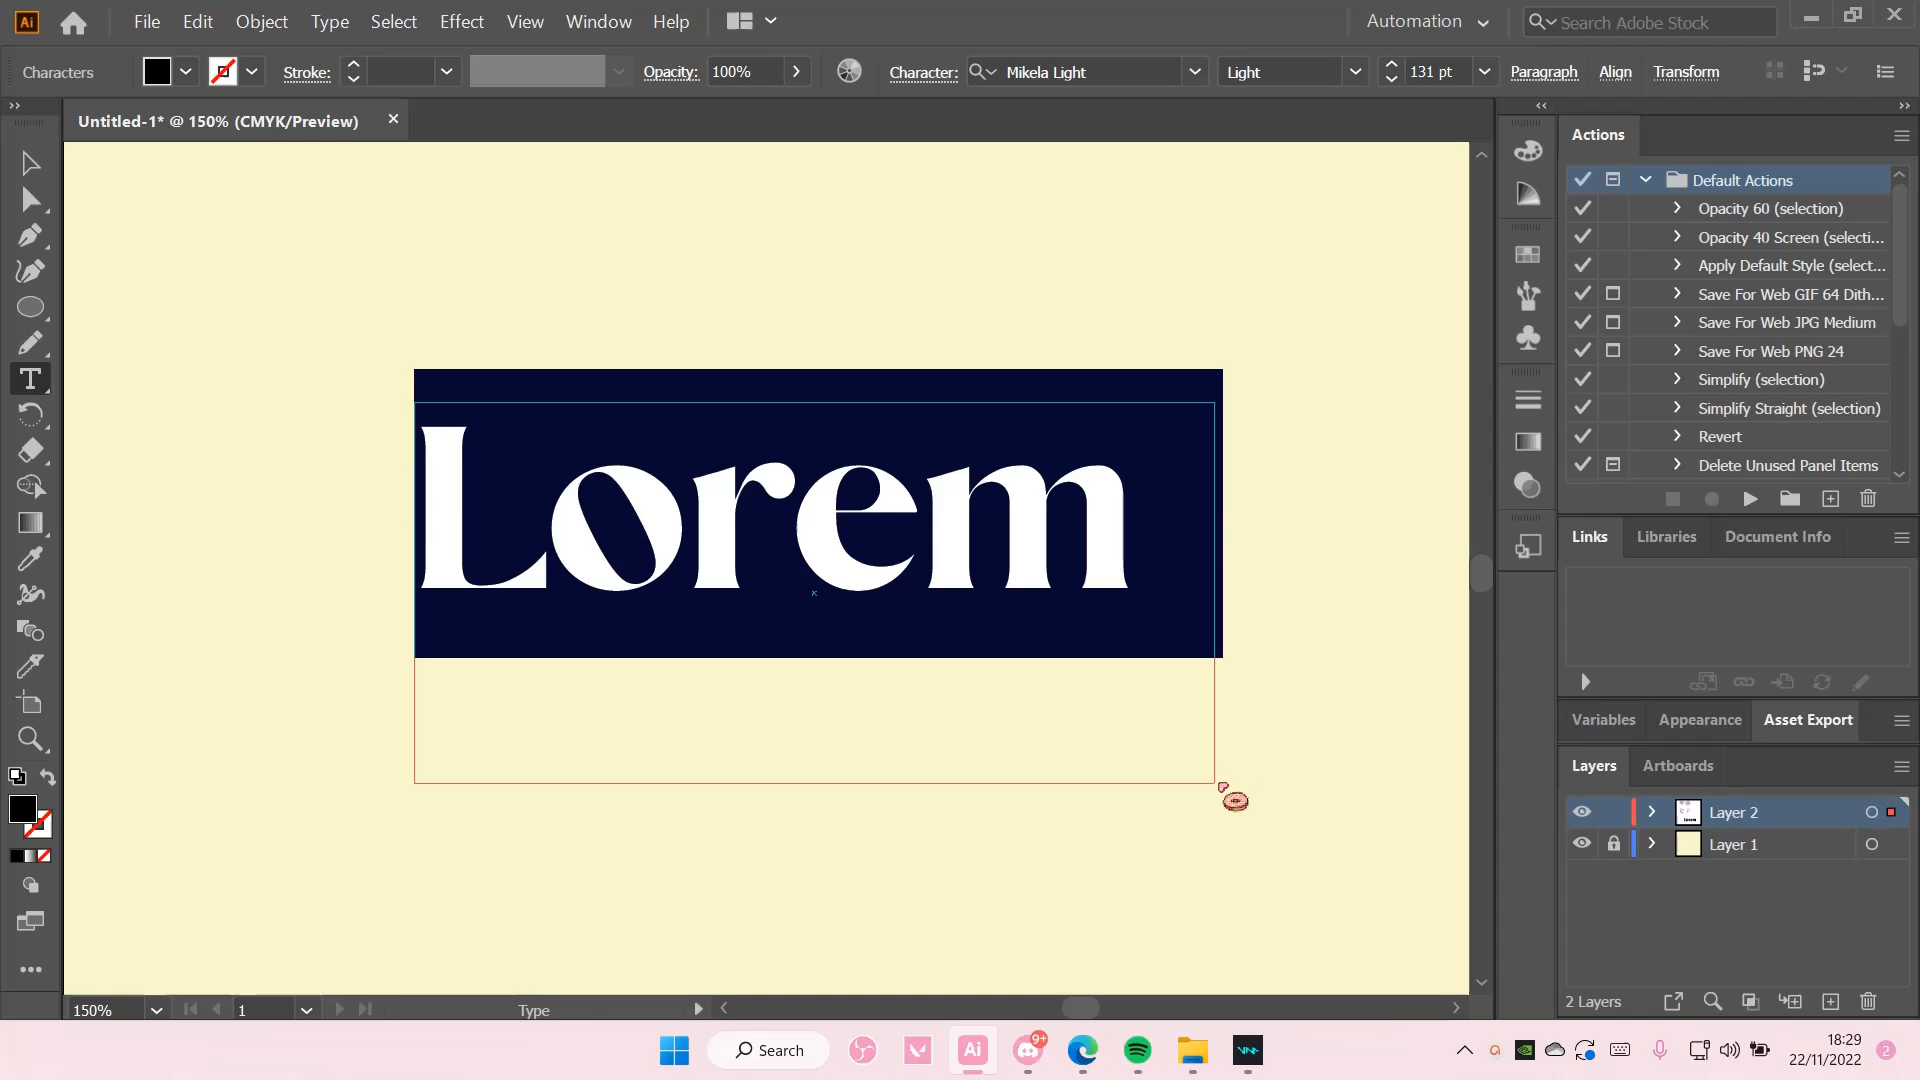 Ai File Edit Object Type Select Effect View Window Help Automation Search Adobe Stock
Characters Stroke: Opacity: 100% Character: Mikela Light Light 131 pt Paragraph Align Transform
Untitled-1* @ 150% (CMYK/Preview)
Lorem
150% 1 Type
Actions
Default Actions
Opacity 60 (selection)
Opacity 40 Screen (selecti...
Apply Default Style (select...
Save For Web GIF 64 Dith...
Save For Web JPG Medium
Save For Web PNG 24
Simplify (selection)
Simplify Straight (selection)
Revert
Delete Unused Panel Items
Links Libraries Document Info
Variables Appearance Asset Export
Layers Artboards
Layer 2
Layer 1
2 Layers
Search Ai 9+ 18:29 2
22/11/2022